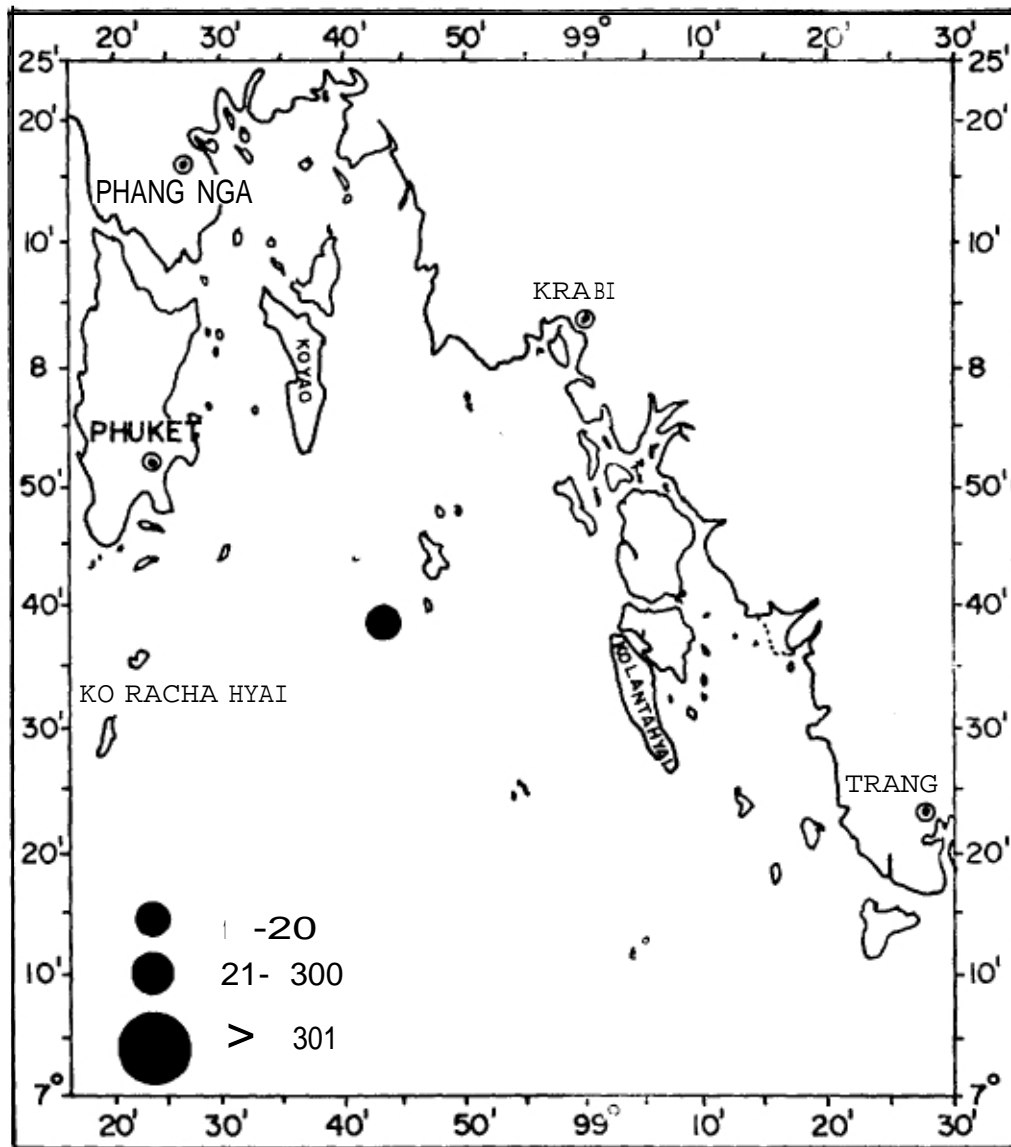 20' 30' 40' 50' 99° 10' 20' 30'
25' 25'
20' 20'
PHANG NGA
10' 10'
KRABI
KOYAO
8 8
PHUKET
50' 50'
40' 40'
KO LANTAHYAI
KO RACHA HYAI
30' 30'
TRANG
20' 20'
-20
10' 21- 300 10'
> 301
7° 7°
20' 30' 40' 50' 99° 10' 20' 30'